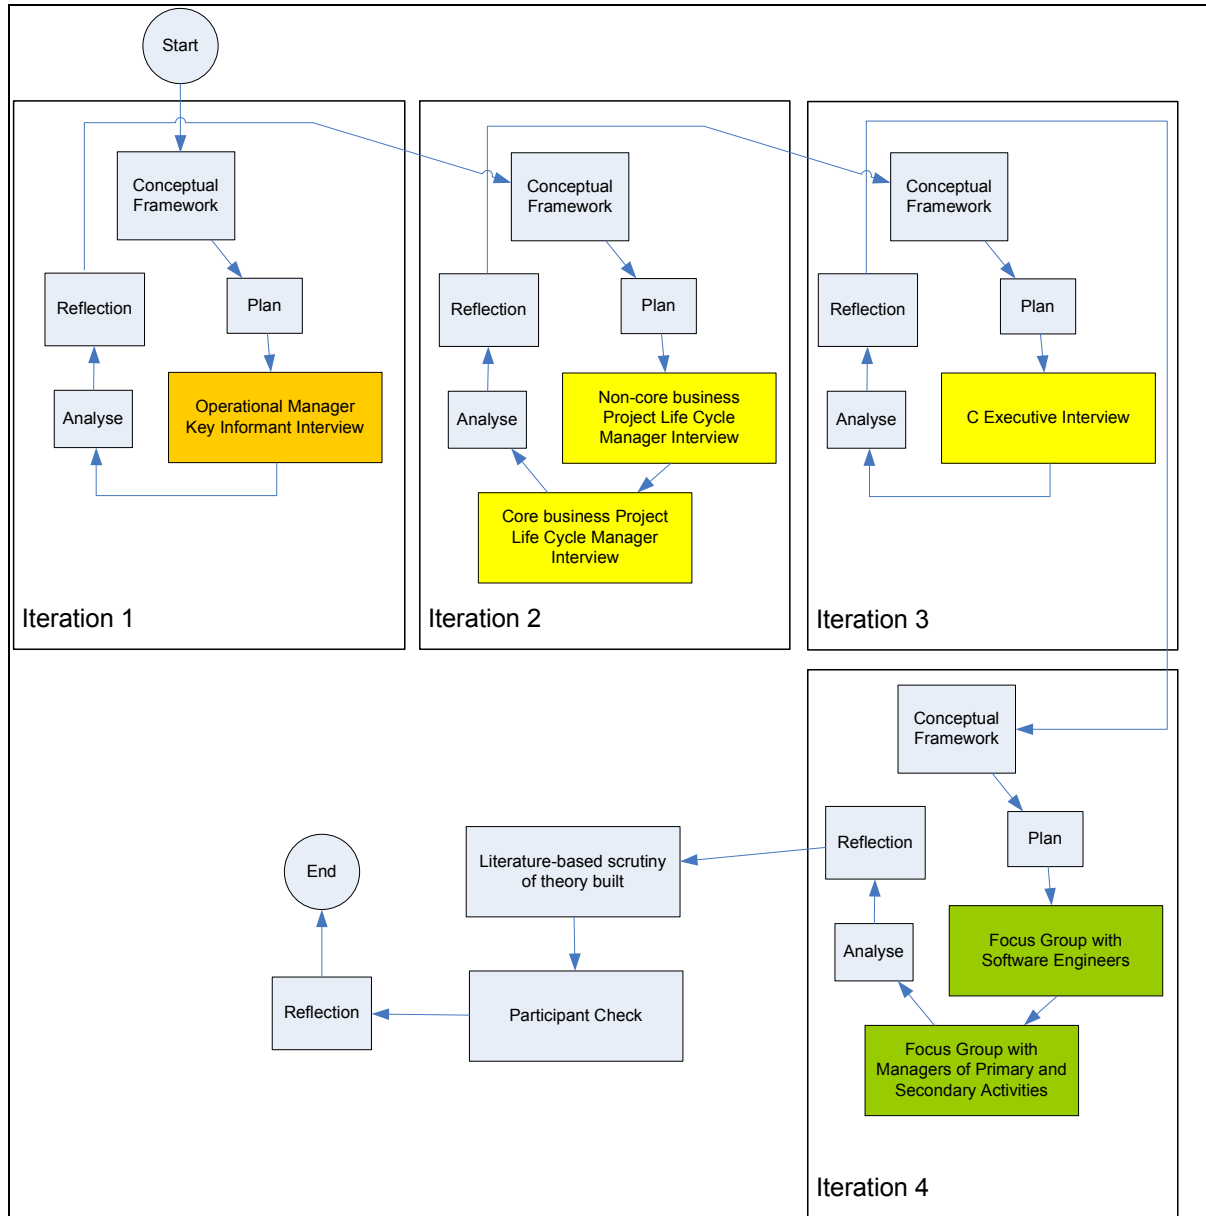 Start
Conceptual
Framework
Plan
Reflection
Analyse
Operational Manager
Key Informant Interview
Iteration 1
Conceptual
Framework
Plan
Reflection
Analyse
Non-core business
Project Life Cycle
Manager Interview
Core business Project
Life Cycle Manager
Interview
Iteration 2
Conceptual
Framework
Plan
Reflection
Analyse
C Executive Interview
Iteration 3
Conceptual
Framework
Plan
Reflection
Analyse
Focus Group with
Software Engineers
Focus Group with
Managers of Primary and
Secondary Activities
Iteration 4
Literature-based scrutiny
of theory built
Participant Check
Reflection
End